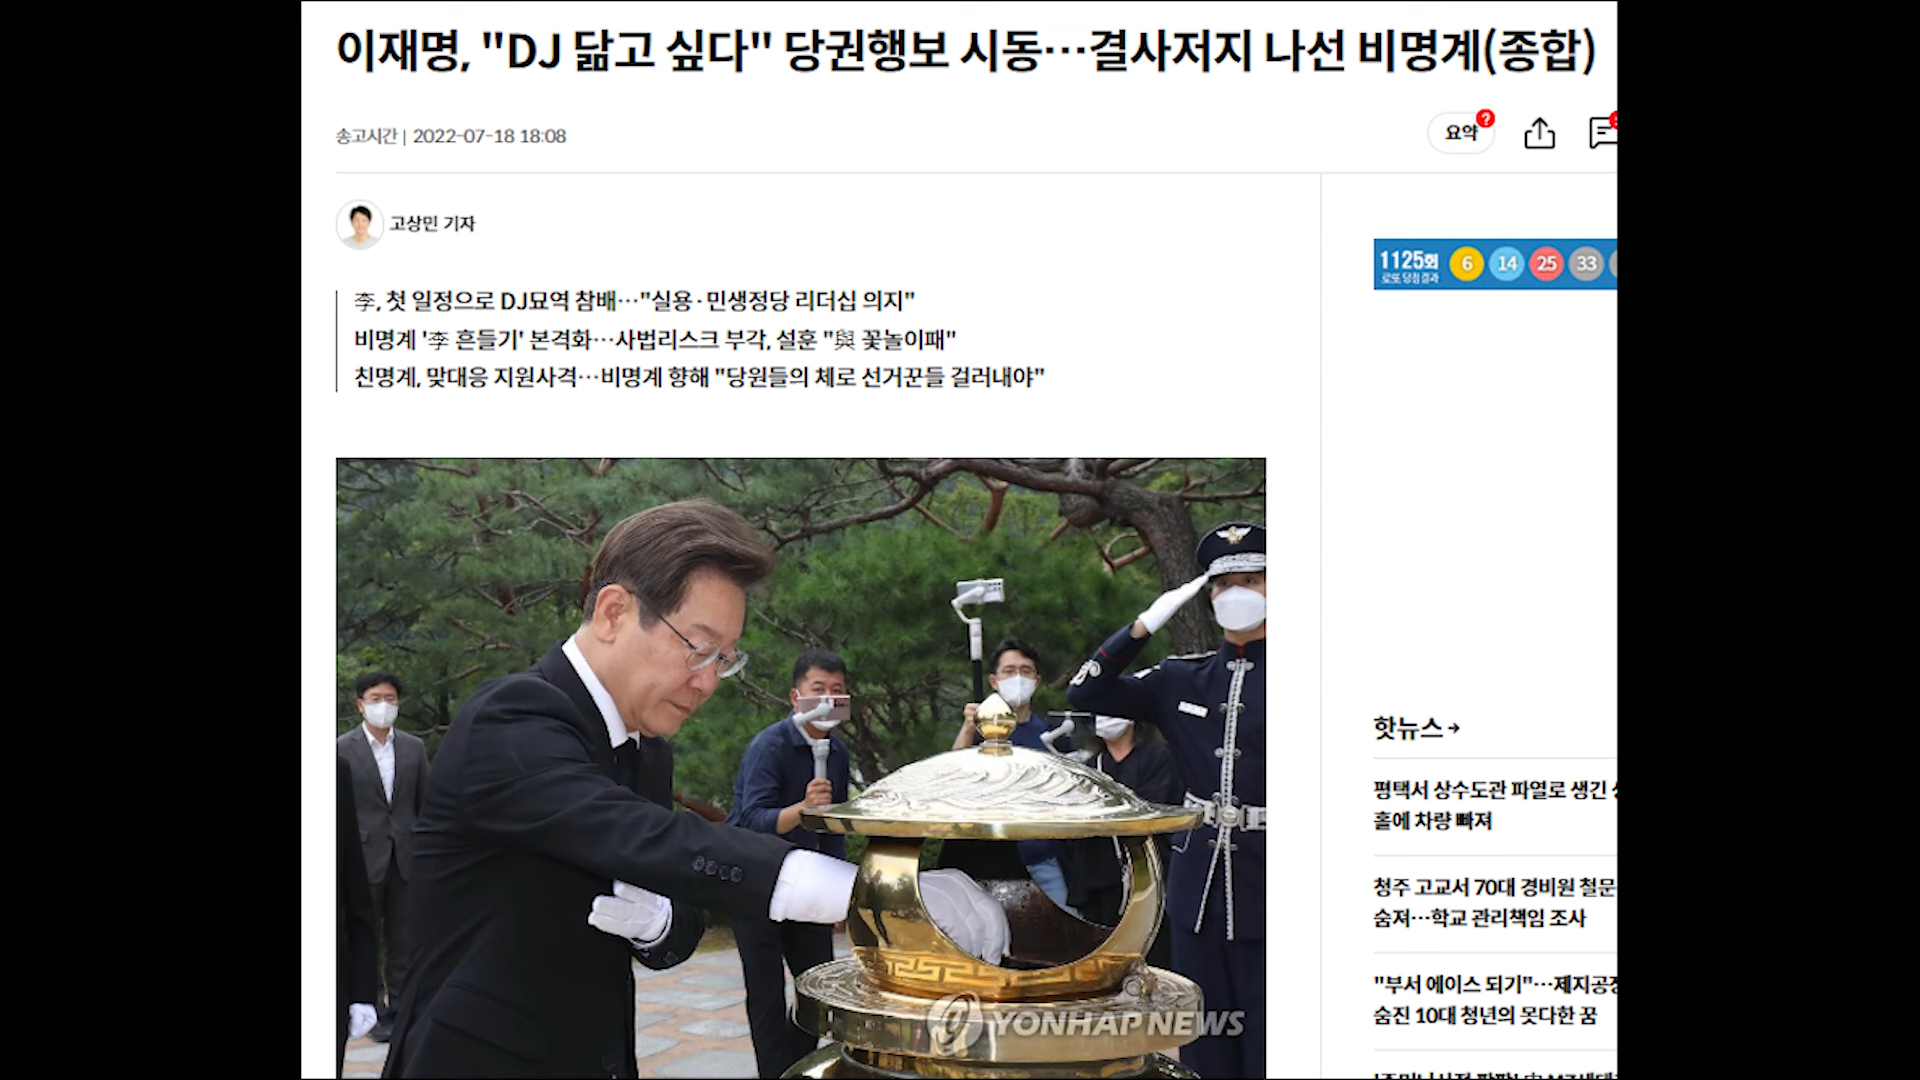 이재명, "DJ 닮고 싶다" 당권행보 시동…결사저지 나선 비명계(종합)
송고시간 | 2022-07-18 18:08
요약
고상민 기자
李, 첫 일정으로 DJ묘역 참배…"실용·민생정당 리더십 의지"
비명계 '李 흔들기' 본격화…사법리스크 부각, 설훈 "與 꽃놀이패"
친명계, 맞대응 지원사격…비명계 향해 "당원들의 체로 선거꾼들 걸러내야"
1125회 6 14 25 33
로또 당첨결과
YONHAP NEWS
핫뉴스
평택서 상수도관 파열로 생긴
홀에 차량 빠져
청주 고교서 70대 경비원 철문
숨져…학교 관리책임 조사
"부서 에이스 되기"…제지공장
숨진 10대 청년의 못다한 꿈